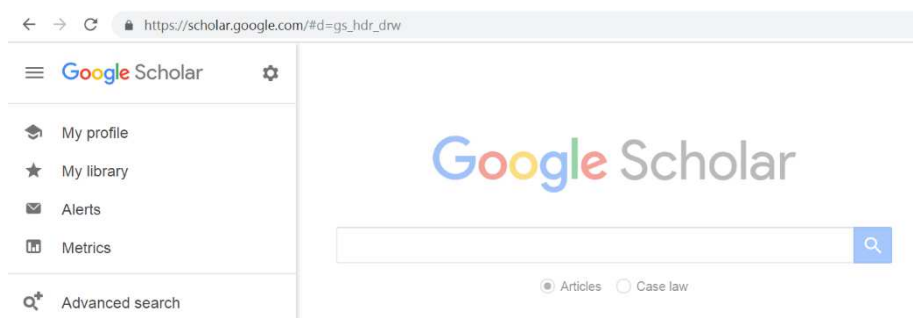 https://scholar.google.com/#d=gs_hdr_drw
Google Scholar
My profile
My library
Alerts
Metrics
Advanced search
Google Scholar
Articles Case law